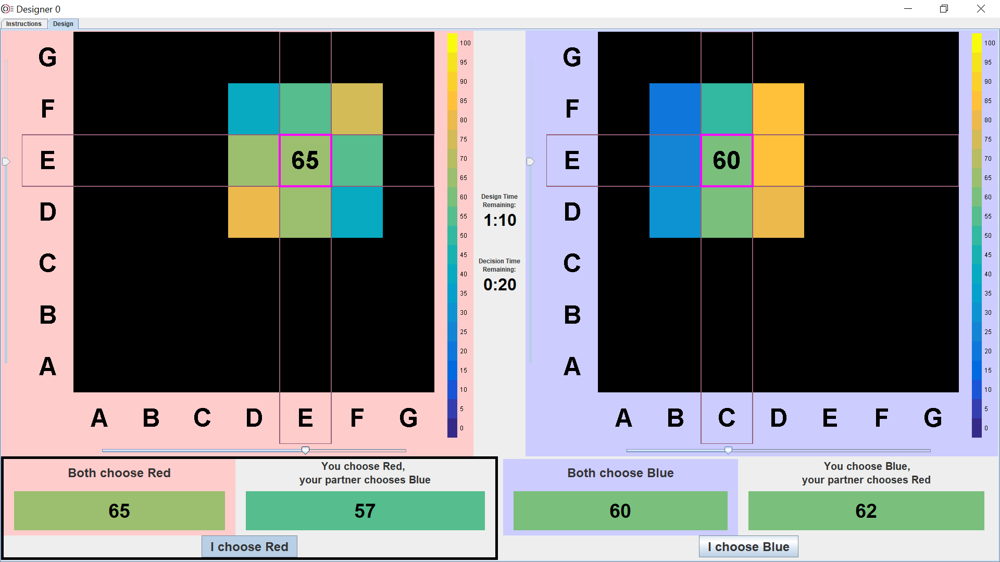 Designer 0
Instructions
Design
G
F
E
D
C
B
A
65
A B C D E F G
100
95
90
85
80
75
70
65
60
55
50
45
40
35
30
25
20
15
10
5
0
Design Time
Remaining:
1:10
Decision Time
Remaining:
0:20
G
F
E
D
C
B
A
60
A B C D E F G
100
95
90
85
80
75
70
65
60
55
50
45
40
35
30
25
20
15
10
5
0
Both choose Red
65
You choose Red,
your partner chooses Blue
57
I choose Red
Both choose Blue
60
You choose Blue,
your partner chooses Red
62
I choose Blue